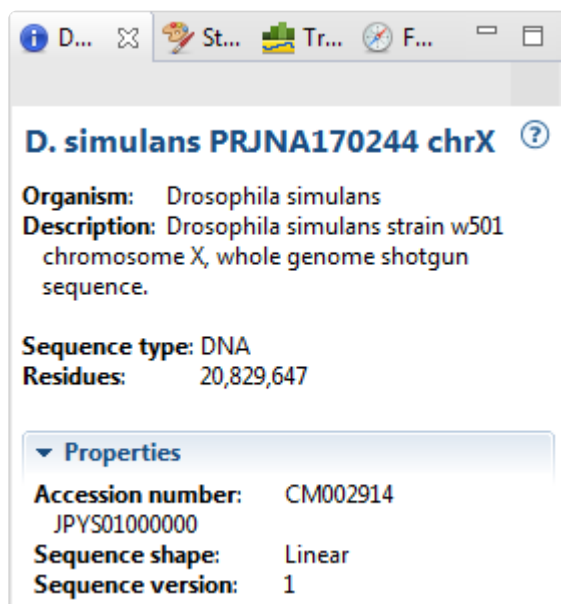 D... St... Tr... F...
D. simulans PRJNA170244 chrX ?
Organism: Drosophila simulans
Description: Drosophila simulans strain w501
chromosome X, whole genome shotgun
sequence.
Sequence type: DNA
Residues: 20,829,647
Properties
Accession number: CM002914
JPYS01000000
Sequence shape: Linear
Sequence version: 1